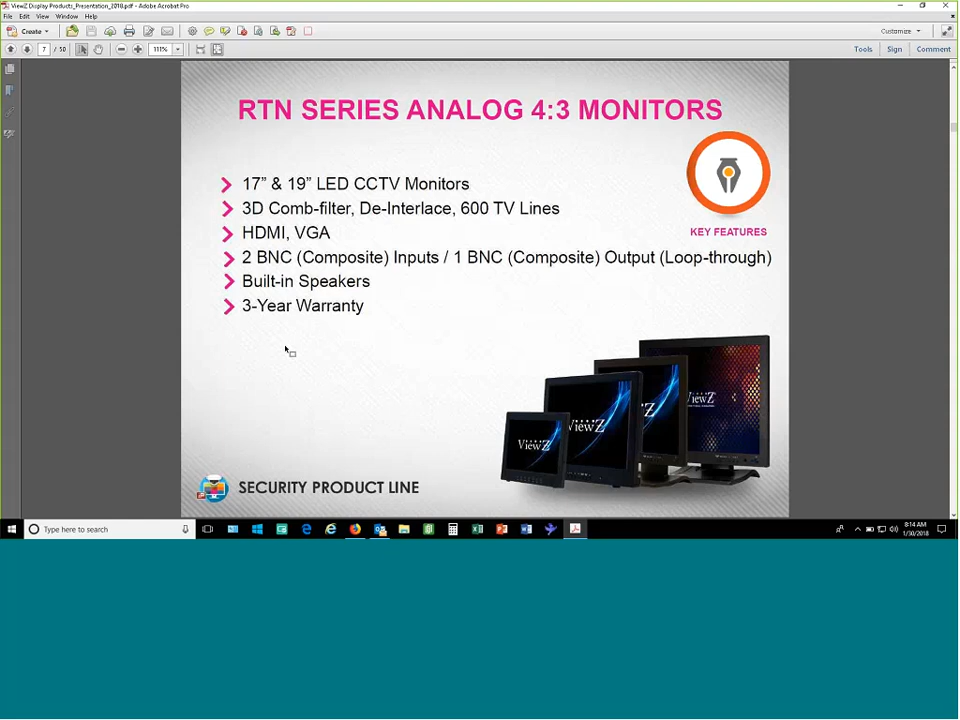 ViewZ Display Products_Presentation_2018.pdf - Adobe Acrobat Pro
File Edit View Window Help
Create Customize
7 / 50 111% Tools Sign Comment
RTN SERIES ANALOG 4:3 MONITORS
17” & 19” LED CCTV Monitors
3D Comb-filter, De-Interlace, 600 TV Lines
HDMI, VGA
KEY FEATURES
2 BNC (Composite) Inputs / 1 BNC (Composite) Output (Loop-through)
Built-in Speakers
3-Year Warranty
ViewZ
ViewZ
ViewZ
SECURITY PRODUCT LINE
Type here to search
8:14 AM
1/30/2018